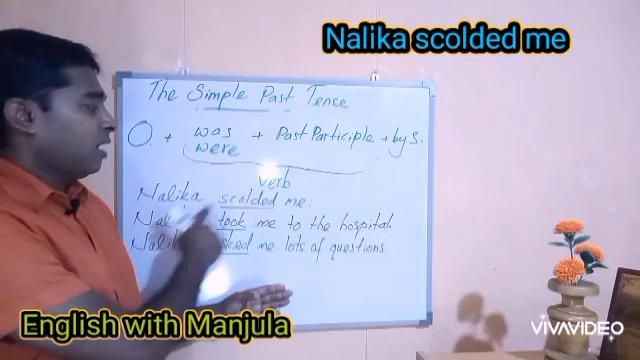 Nalika scolded me
The Simple Past Tence
O. + was + Past Participle + by S.
were
verb
Nalika scolded me.
took me to the hospital.
me lots of questions.
English with Manjula
VIVAVIDEO